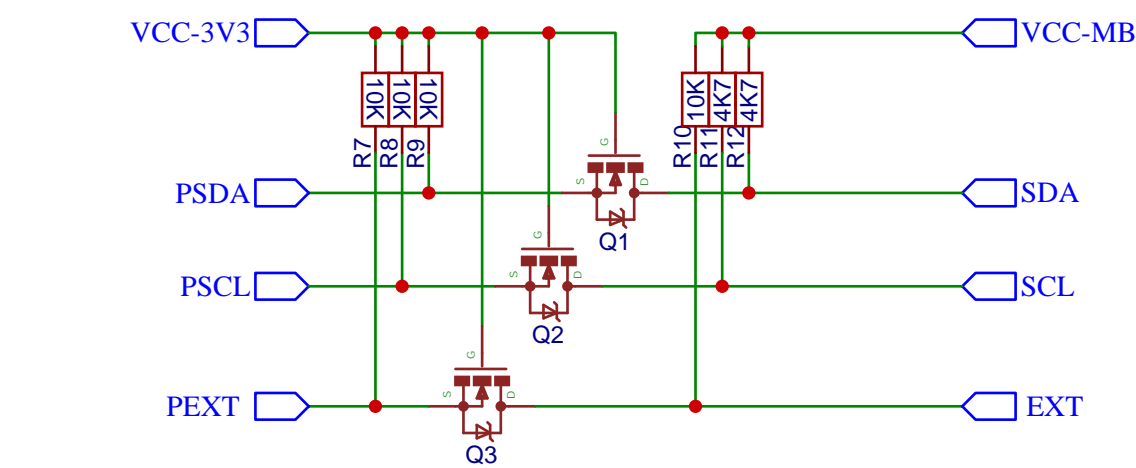 VCC-3V3
VCC-MB
10K
10K
10K
10K
4K7
4K7
R7
R8
R9
R10
R11
R12
G
PSDA
S
D
SDA
Q1
G
PSCL
S
D
SCL
Q2
G
PEXT
S
D
EXT
Q3